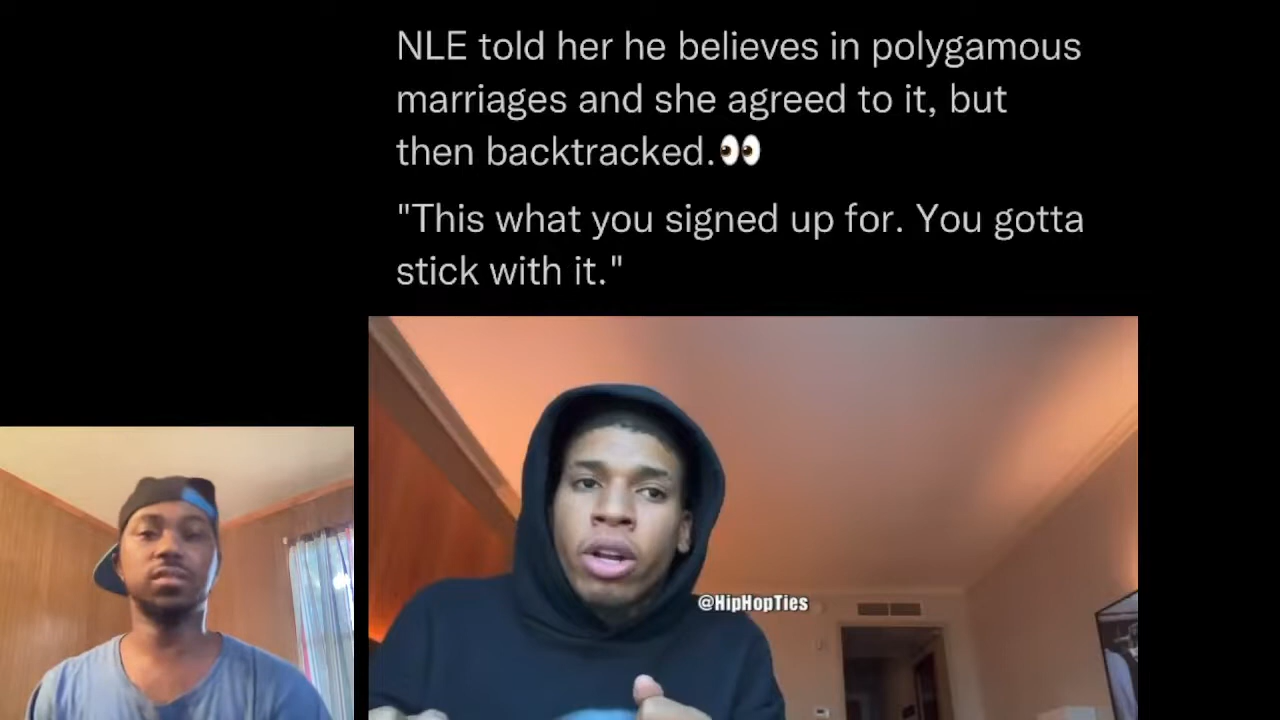 NLE told her he believes in polygamous
marriages and she agreed to it, but
then backtracked.👀
"This what you signed up for. You gotta
stick with it."
@HipHopTies